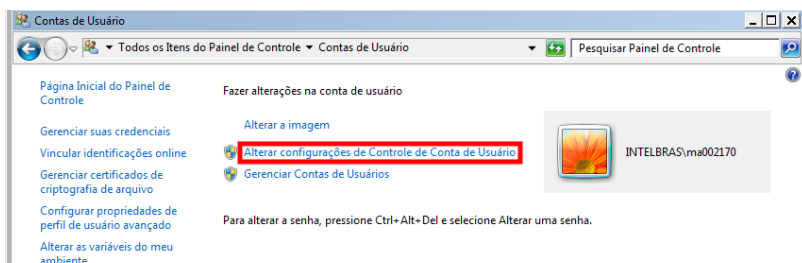 Contas de Usuário
Todos os Itens do Painel de Controle Contas de Usuário
Pesquisar Painel de Controle
Página Inicial do Painel de
Controle
Gerenciar suas credenciais
Vincular identificações online
Gerenciar certificados de
criptografia de arquivo
Configurar propriedades de
perfil de usuário avançado
Alterar as variáveis do meu
ambiente
Fazer alterações na conta de usuário
Alterar a imagem
Alterar configurações de Controle de Conta de Usuário
Gerenciar Contas de Usuários
INTELBRAS\ma002170
Para alterar a senha, pressione Ctrl+Alt+Del e selecione Alterar uma senha.